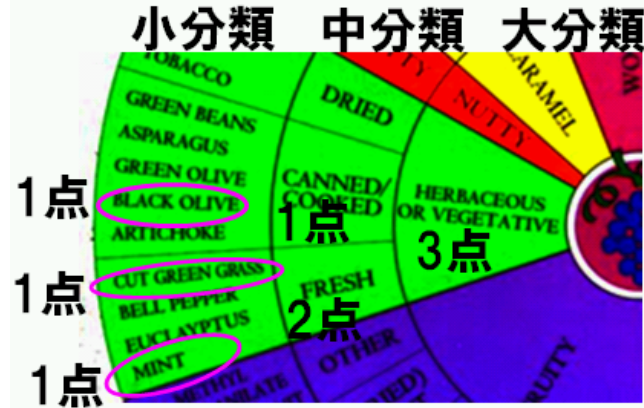 小分類 中分類 大分類
TOBACCO
GREEN BEANS
ASPARAGUS
GREEN OLIVE
BLACK OLIVE
ARTICHOKE
CUT GREEN GRASS
BELL PEPPER
EUCLAYPTUS
MINT
DRIED
CANNED/
COOKED
FRESH
OTHER
HERBACEOUS
OR VEGETATIVE
NUTTY
CARAMEL
METHYL
1点
1点
1点
1点
2点
3点